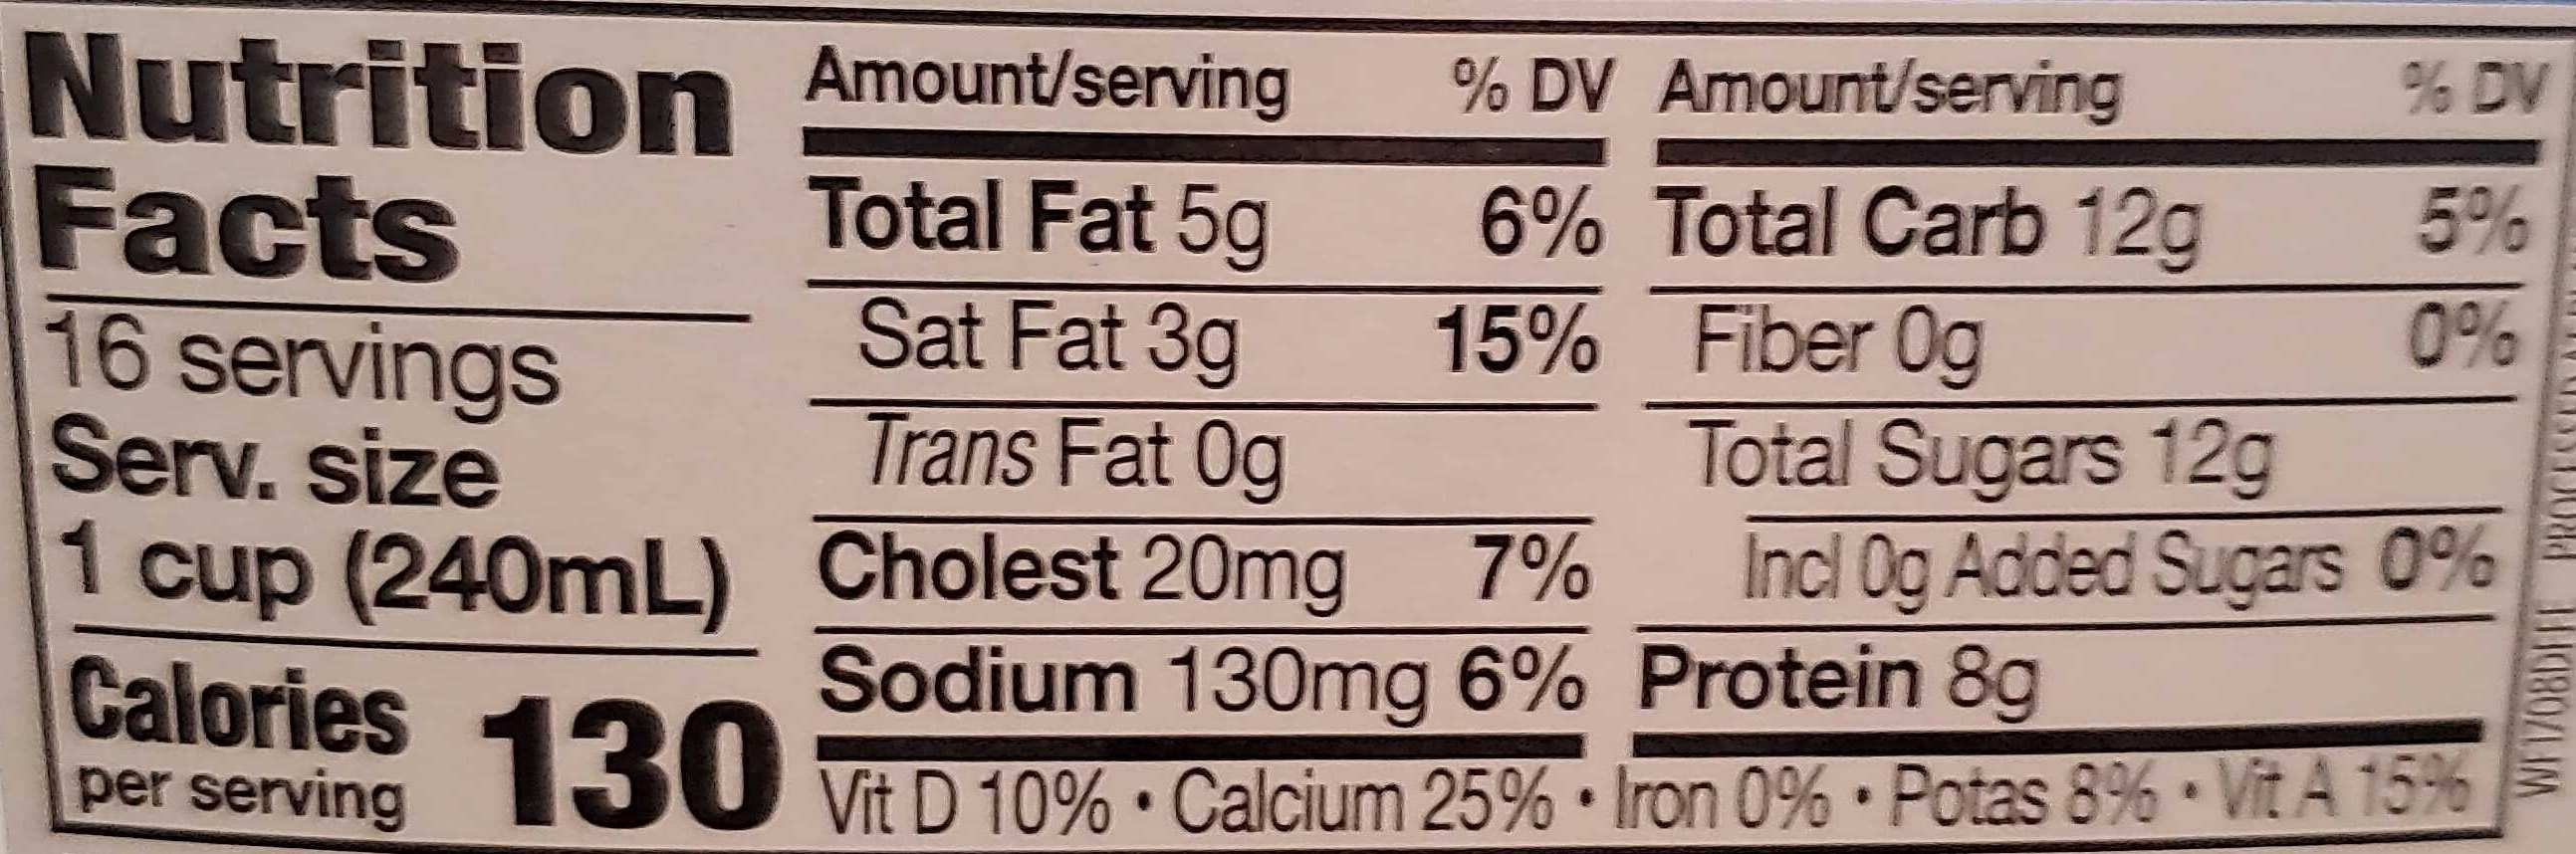 Nutrition
Facts
16 servings
Serv. size
1 cup (240mL)
Calories
per serving
130
Amount/serving % DV
Total Fat 5g 6%
Sat Fat 3g 15%
Trans Fat 0g
Cholest 20mg 7%
Sodium 130mg 6%
Amount/serving % DV
Total Carb 12g 5%
Fiber 0g 0%
Total Sugars 12g
Incl 0g Added Sugars 0%
Protein 8g
Vit D 10% • Calcium 25% • Iron 0% • Potas 8% • Vit A 15%